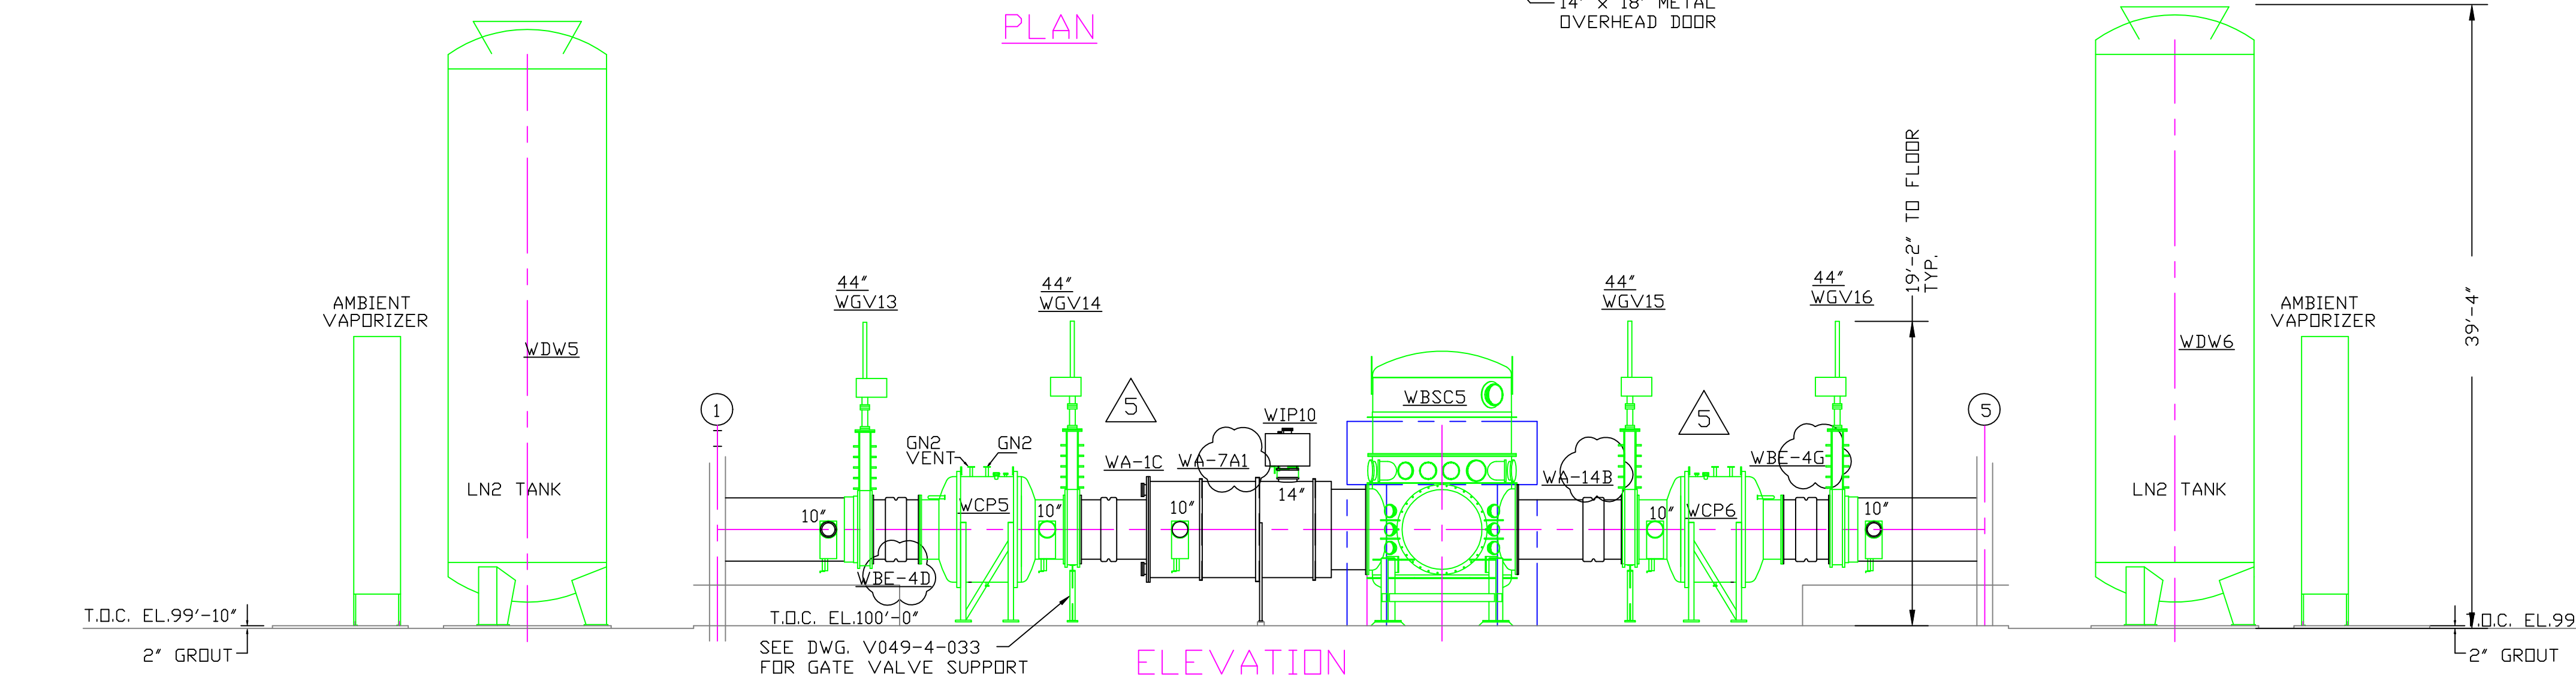 14' x 18' METAL
OVERHEAD DOOR
PLAN
19'-2" TO FLOOR
TYP.
39'-4"
44"
WGV13
44"
WGV14
44"
WGV15
44"
WGV16
AMBIENT
VAPORIZER
AMBIENT
VAPORIZER
WDW5
WDW6
1
5
WIP10
WBSC5
5
5
GN2
VENT
GN2
WA-1C
WA-7A1
WA-14B
WBE-4G
LN2 TANK
LN2 TANK
14"
10"
WCP5
10"
10"
10"
WCP6
10"
WBE-4D
T.O.C. EL.99'-10"
T.O.C. EL.100'-0"
T.O.C. EL.99
2" GROUT
2" GROUT
SEE DWG. V049-4-033
FOR GATE VALVE SUPPORT
ELEVATION